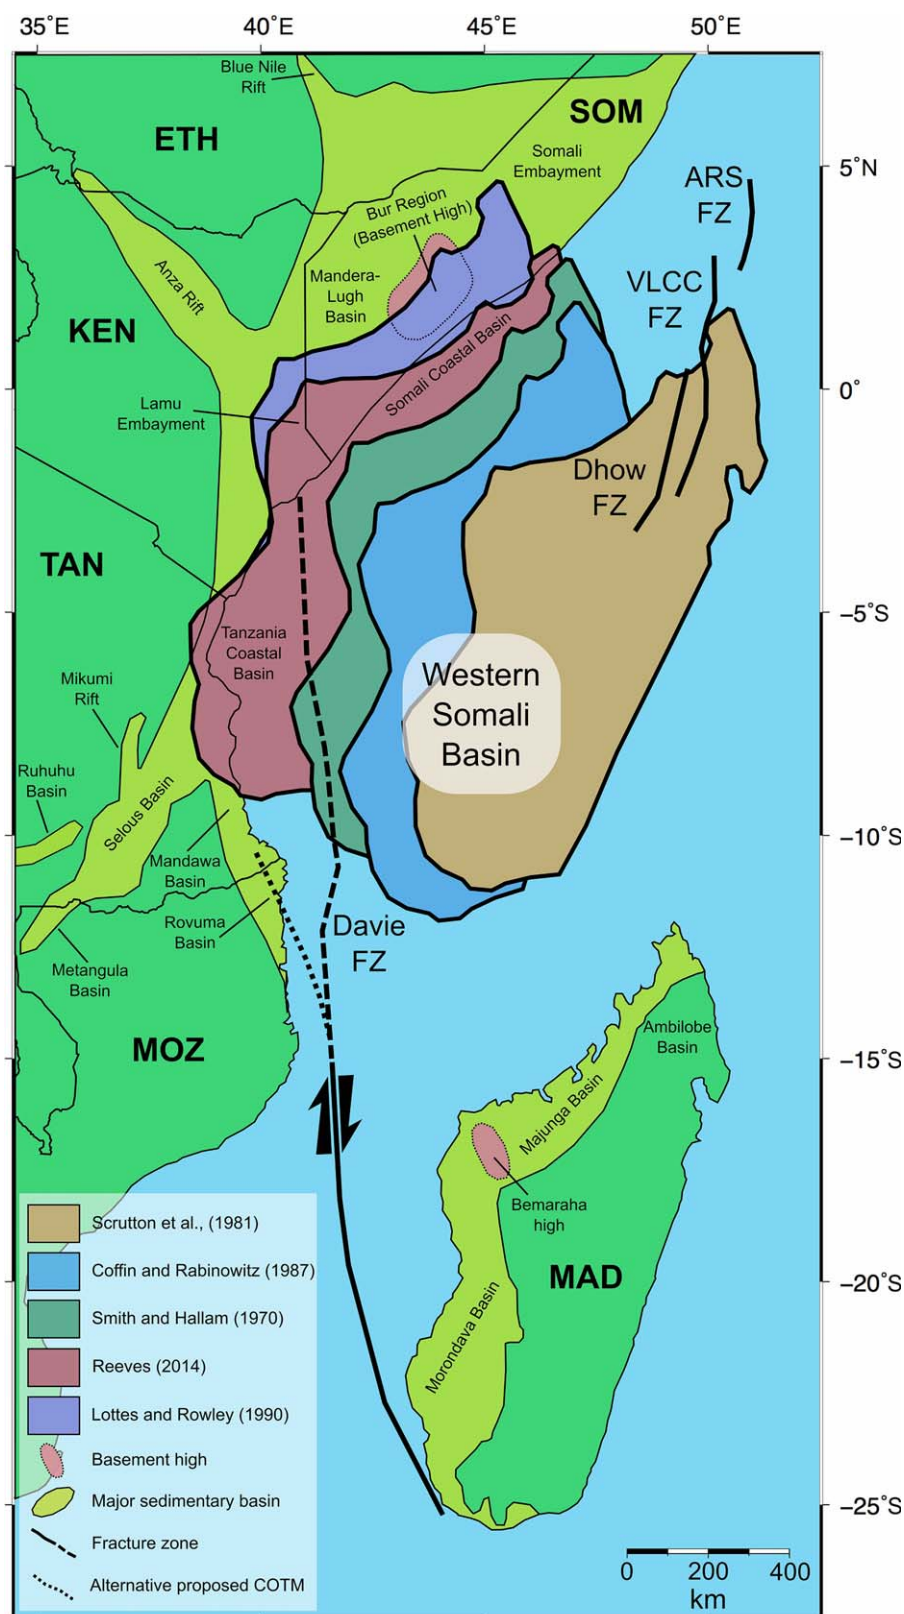 35˚E
40˚E
45˚E
50˚E
Blue Nile
Rift
SOM
ETH
Somali
Embayment
5˚N
ARS
FZ
Bur Region
(Basement High)
Anza Rift
Mandera-
Lugh
Basin
VLCC
FZ
KEN
Somali Coastal Basin
0˚
Lamu
Embayment
Dhow
FZ
TAN
−5˚S
Tanzania
Coastal
Basin
Western
Somali
Basin
Mikumi
Rift
Ruhuhu
Basin
Selous Basin
−10˚S
Mandawa
Basin
Rovuma
Basin
Davie
FZ
Metangula
Basin
MOZ
Ambilobe
Basin
−15˚S
Majunga Basin
Bemaraha
high
MAD
Morondava Basin
−20˚S
−25˚S
Scrutton et al., (1981)
Coffin and Rabinowitz (1987)
Smith and Hallam (1970)
Reeves (2014)
Lottes and Rowley (1990)
Basement high
Major sedimentary basin
Fracture zone
Alternative proposed COTM
0 200 400
km